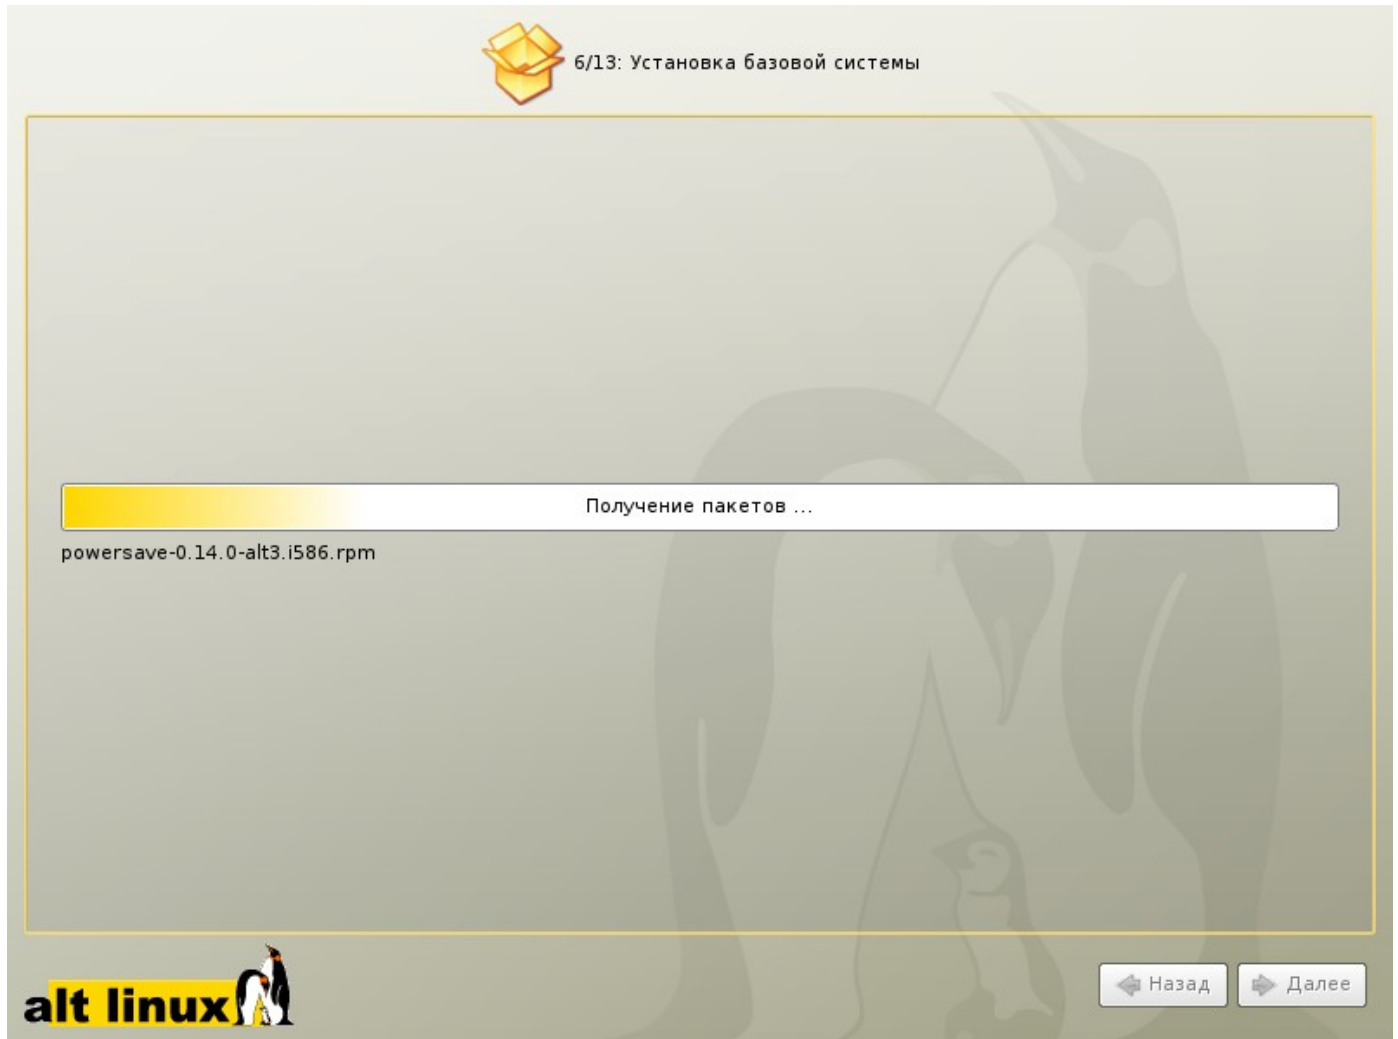 6/13: Установка базовой системы
Получение пакетов ...
powersave-0.14.0-alt3.i586.rpm
alt linux
Назад
Далее